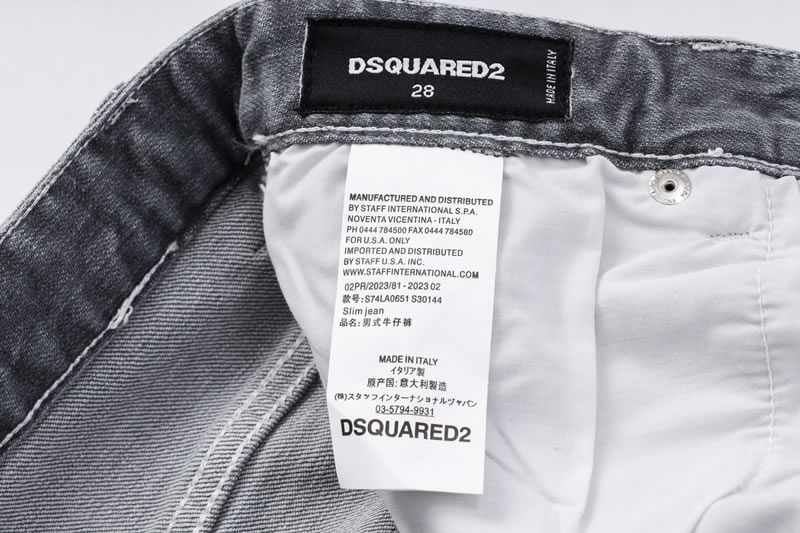 DSQUARED2
28
MADE IN ITALY
MANUFACTURED AND DISTRIBUTED
BY STAFF INTERNATIONAL S.P.A.
NOVENTA VICENTINA - ITALY
PH 0444 784500 FAX 0444 784580
FOR U.S.A. ONLY
IMPORTED AND DISTRIBUTED
BY STAFF U.S.A. INC.
WWW.STAFFINTERNATIONAL.COM
02PR/2023/81 - 2023 02
款号: S74LA0651 S30144
Slim jean
品名: 男式牛仔裤
MADE IN ITALY
イタリア製
原产国: 意大利製造
(株)スタッフインターナショナルジャパン
03-5794-9931
DSQUARED2